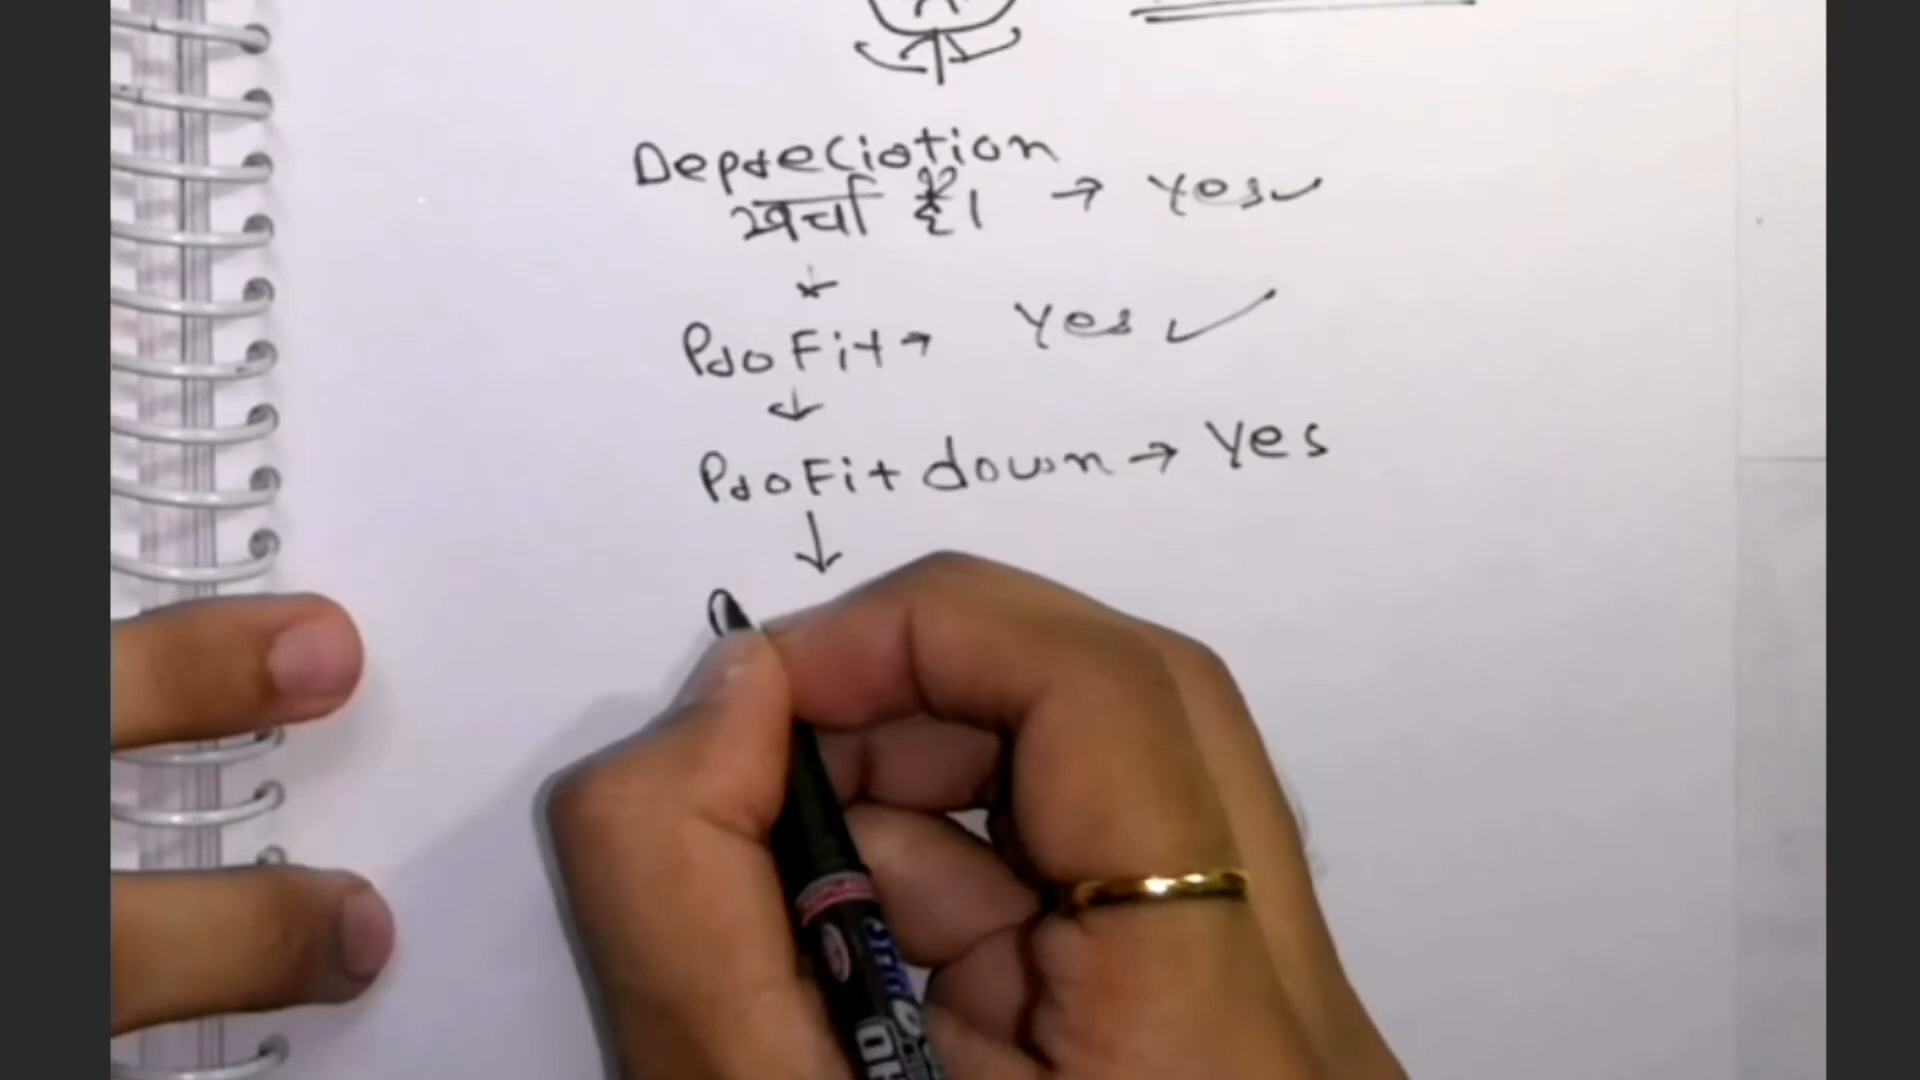 Depreciation
खर्चा है। → Yes ✓
Profit → Yes ✓
Profit down → Yes